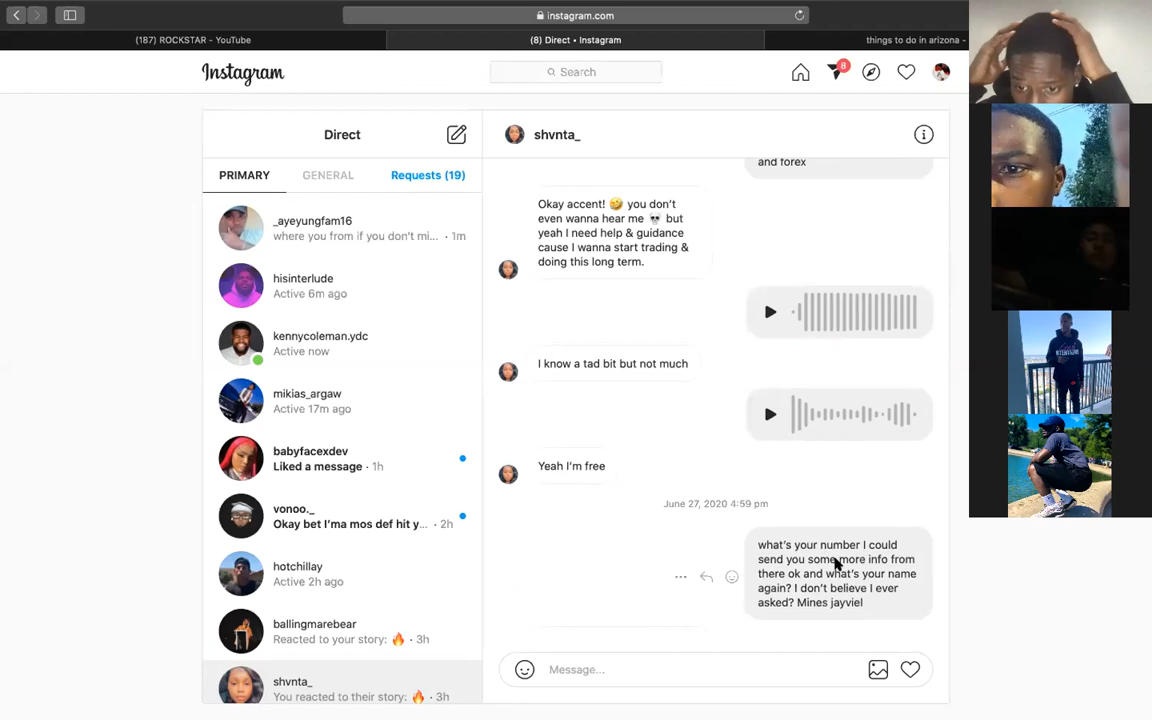 instagram.com
(187) ROCKSTAR - YouTube
(8) Direct • Instagram
things to do in arizona -
Instagram
Search
8
Direct
shvnta_
PRIMARY
GENERAL
Requests (19)
_ayeyungfam16
where you from if you don't mi... · 1m
hisinterlude
Active 6m ago
kennycoleman.ydc
Active now
mikias_argaw
Active 17m ago
babyfacexdev
Liked a message · 1h
vonoo._
Okay bet I'ma mos def hit y... · 2h
hotchillay
Active 2h ago
ballingmarebear
Reacted to your story: 🔥 · 3h
shvnta_
You reacted to their story: 🔥 · 3h
and forex
Okay accent! 🤣 you don't
even wanna hear me 💀 but
yeah I need help & guidance
cause I wanna start trading &
doing this long term.
I know a tad bit but not much
Yeah I'm free
June 27, 2020 4:59 pm
what's your number I could
send you some more info from
there ok and what's your name
again? I don't believe I ever
asked? Mines jayviel
Message...